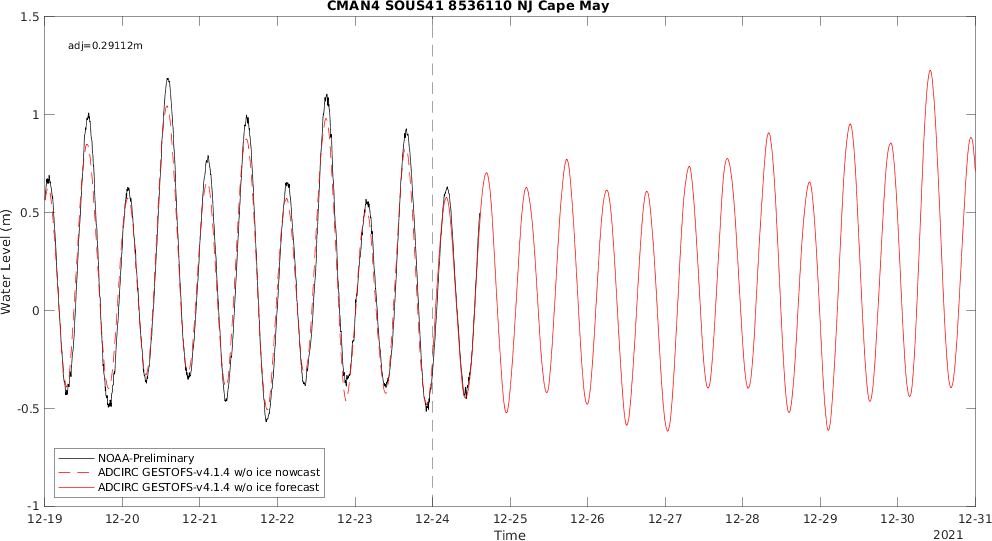 CMAN4 SOUS41 8536110 NJ Cape May
1.5
adj=0.29112m
1
0.5
Water Level (m)
0
-0.5
NOAA-Preliminary
ADCIRC GESTOFS-v4.1.4 w/o ice nowcast
ADCIRC GESTOFS-v4.1.4 w/o ice forecast
-1
12-19 12-20 12-21 12-22 12-23 12-24 12-25 12-26 12-27 12-28 12-29 12-30 12-31
Time
2021